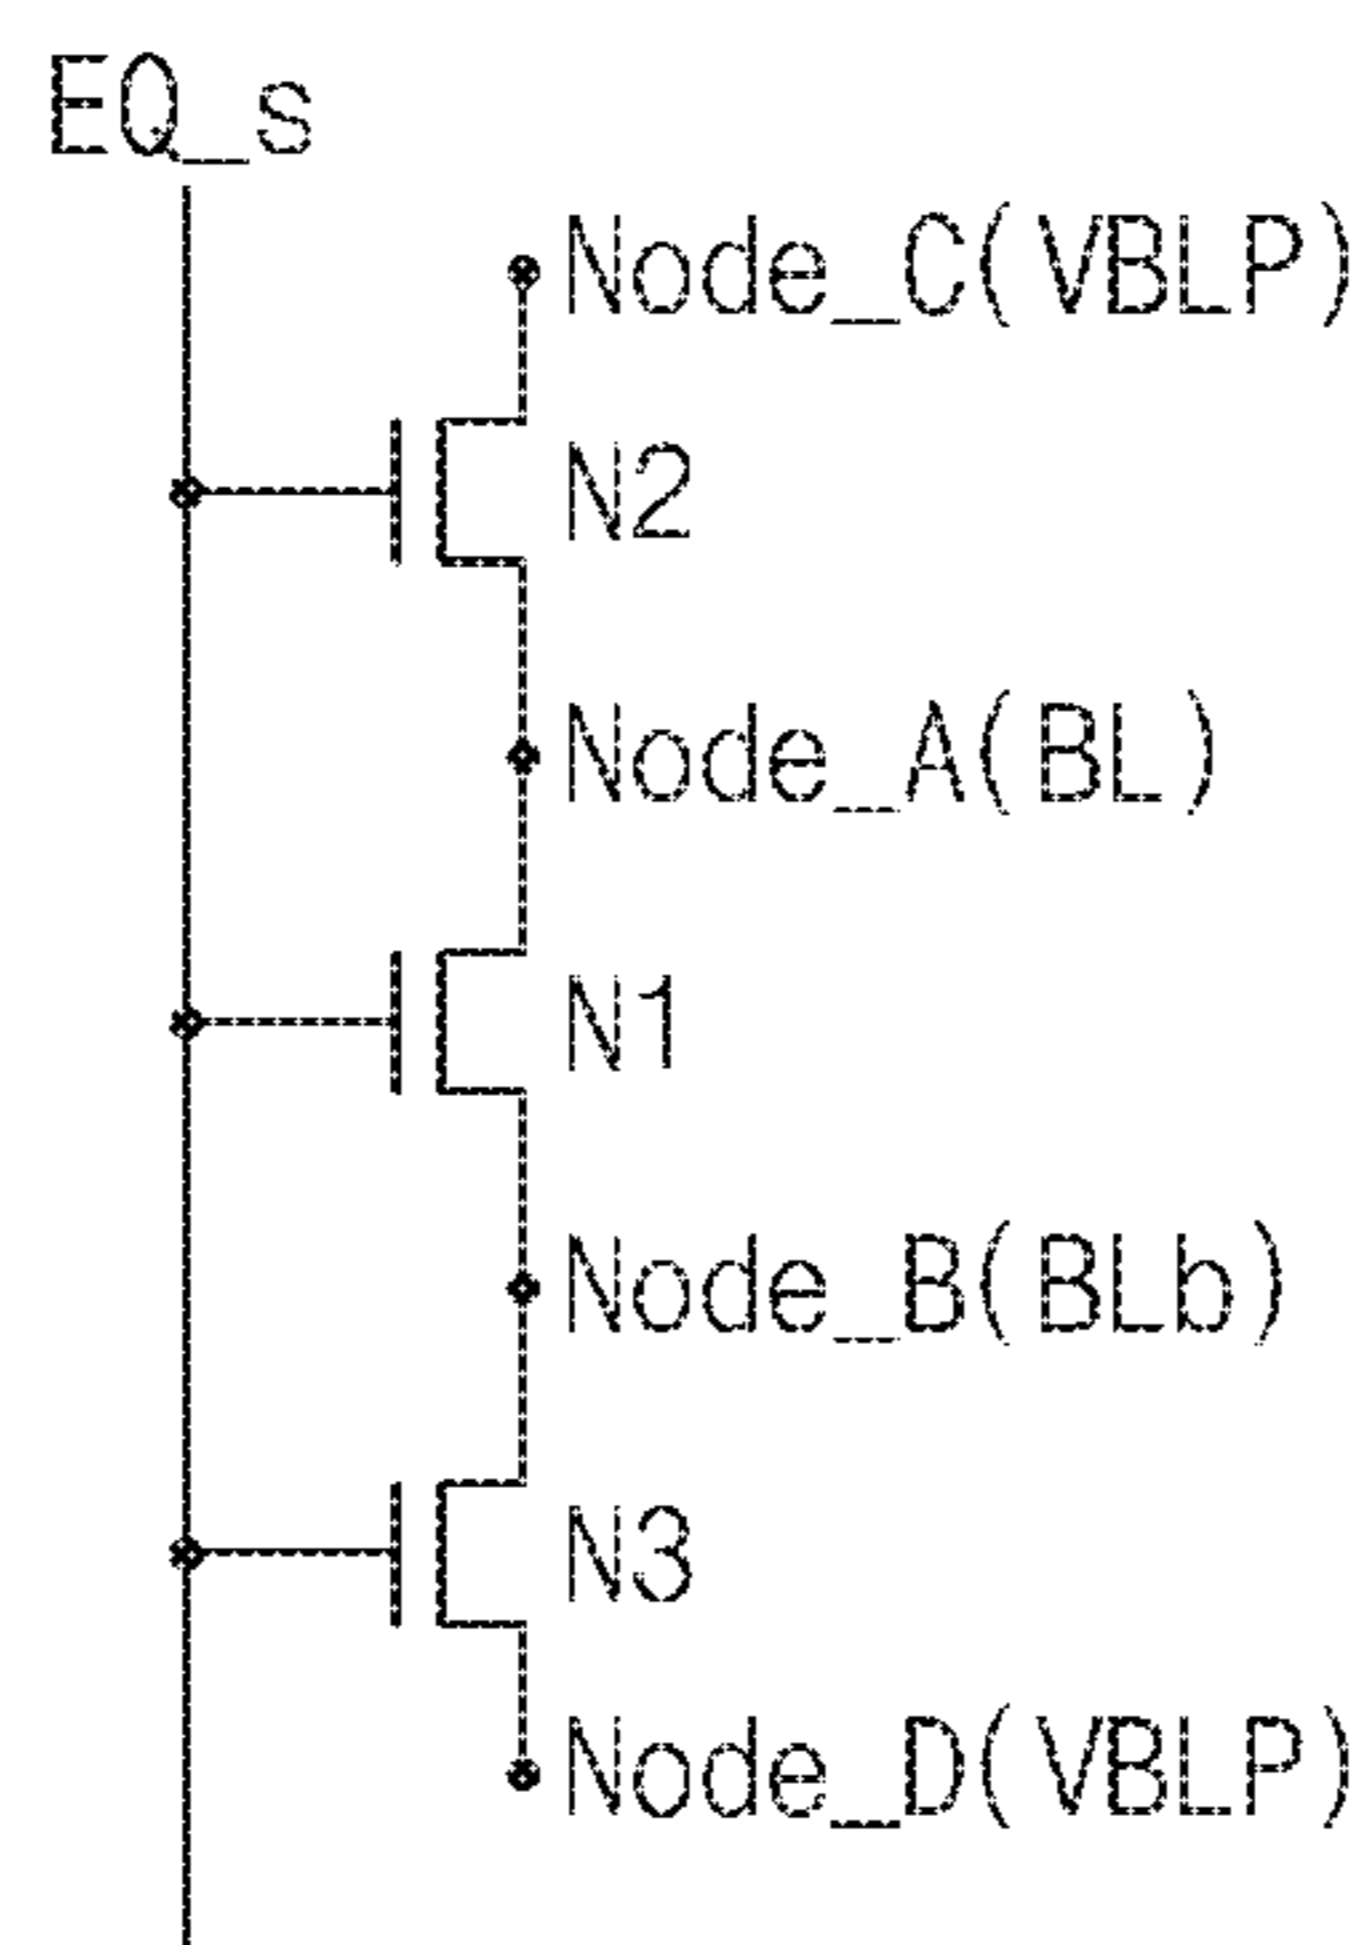 EQ_s
Node_C(VBLP)
N2
Node_A(BL)
N1
Node_B(BLb)
N3
Node_D(VBLP)